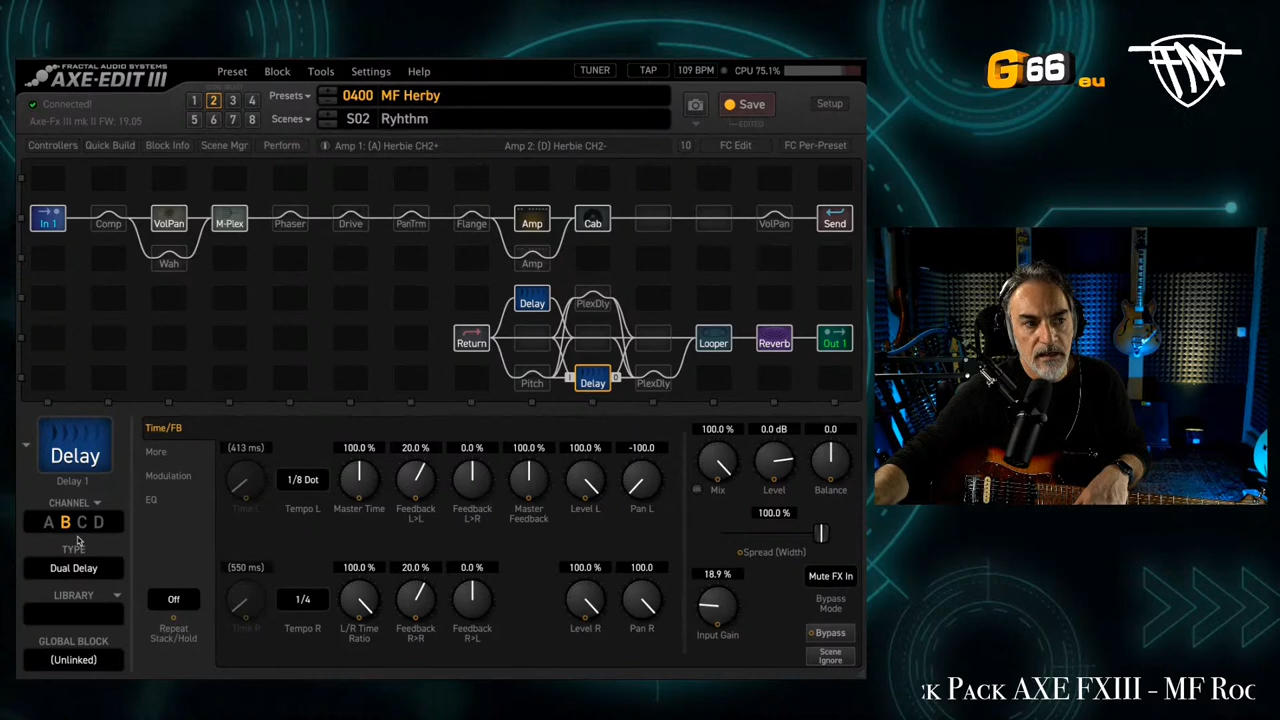 FRACTAL AUDIO SYSTEMS
AXE-EDIT III
Preset Block Tools Settings Help
TUNER TAP 109 BPM CPU 75.1%
Connected!
Axe-Fx III mk II FW: 19.05
1 2 3 4
5 6 7 8
Presets 0400 MF Herby
Scenes S02 Ryhthm
Save
EDITED
Setup
Controllers Quick Build Block Info Scene Mgr Perform
Amp 1: (A) Herbie CH2+ Amp 2: (D) Herbie CH2-
10 FC Edit FC Per-Preset
In 1 Comp VolPan M-Plex Phaser Drive PanTrm Flange Amp Cab VolPan Send
Wah Amp
Delay PlexDly
Return Looper Reverb Out 1
Pitch Delay PlexDly
Delay
Delay 1
CHANNEL
A B C D
TYPE
Dual Delay
LIBRARY
GLOBAL BLOCK
(Unlinked)
Time/FB
More
Modulation
EQ
Off
Repeat
Stack/Hold
(413 ms) 100.0 % 20.0 % 0.0 % 100.0 % 100.0 % -100.0
1/8 Dot
Time L Tempo L Master Time Feedback L>L Feedback L>R Master Feedback Level L Pan L
(550 ms) 100.0 % 20.0 % 0.0 % 100.0 % 100.0
1/4
Time R Tempo R L/R Time Ratio Feedback R>R Feedback R>L Level R Pan R
100.0 % 0.0 dB 0.0
Mix Level Balance
100.0 %
Spread (Width)
18.9 %
Input Gain
Mute FX In
Bypass
Mode
Bypass
Scene
Ignore
G66
eu
FMX
k Pack AXE FXIII - MF Roc